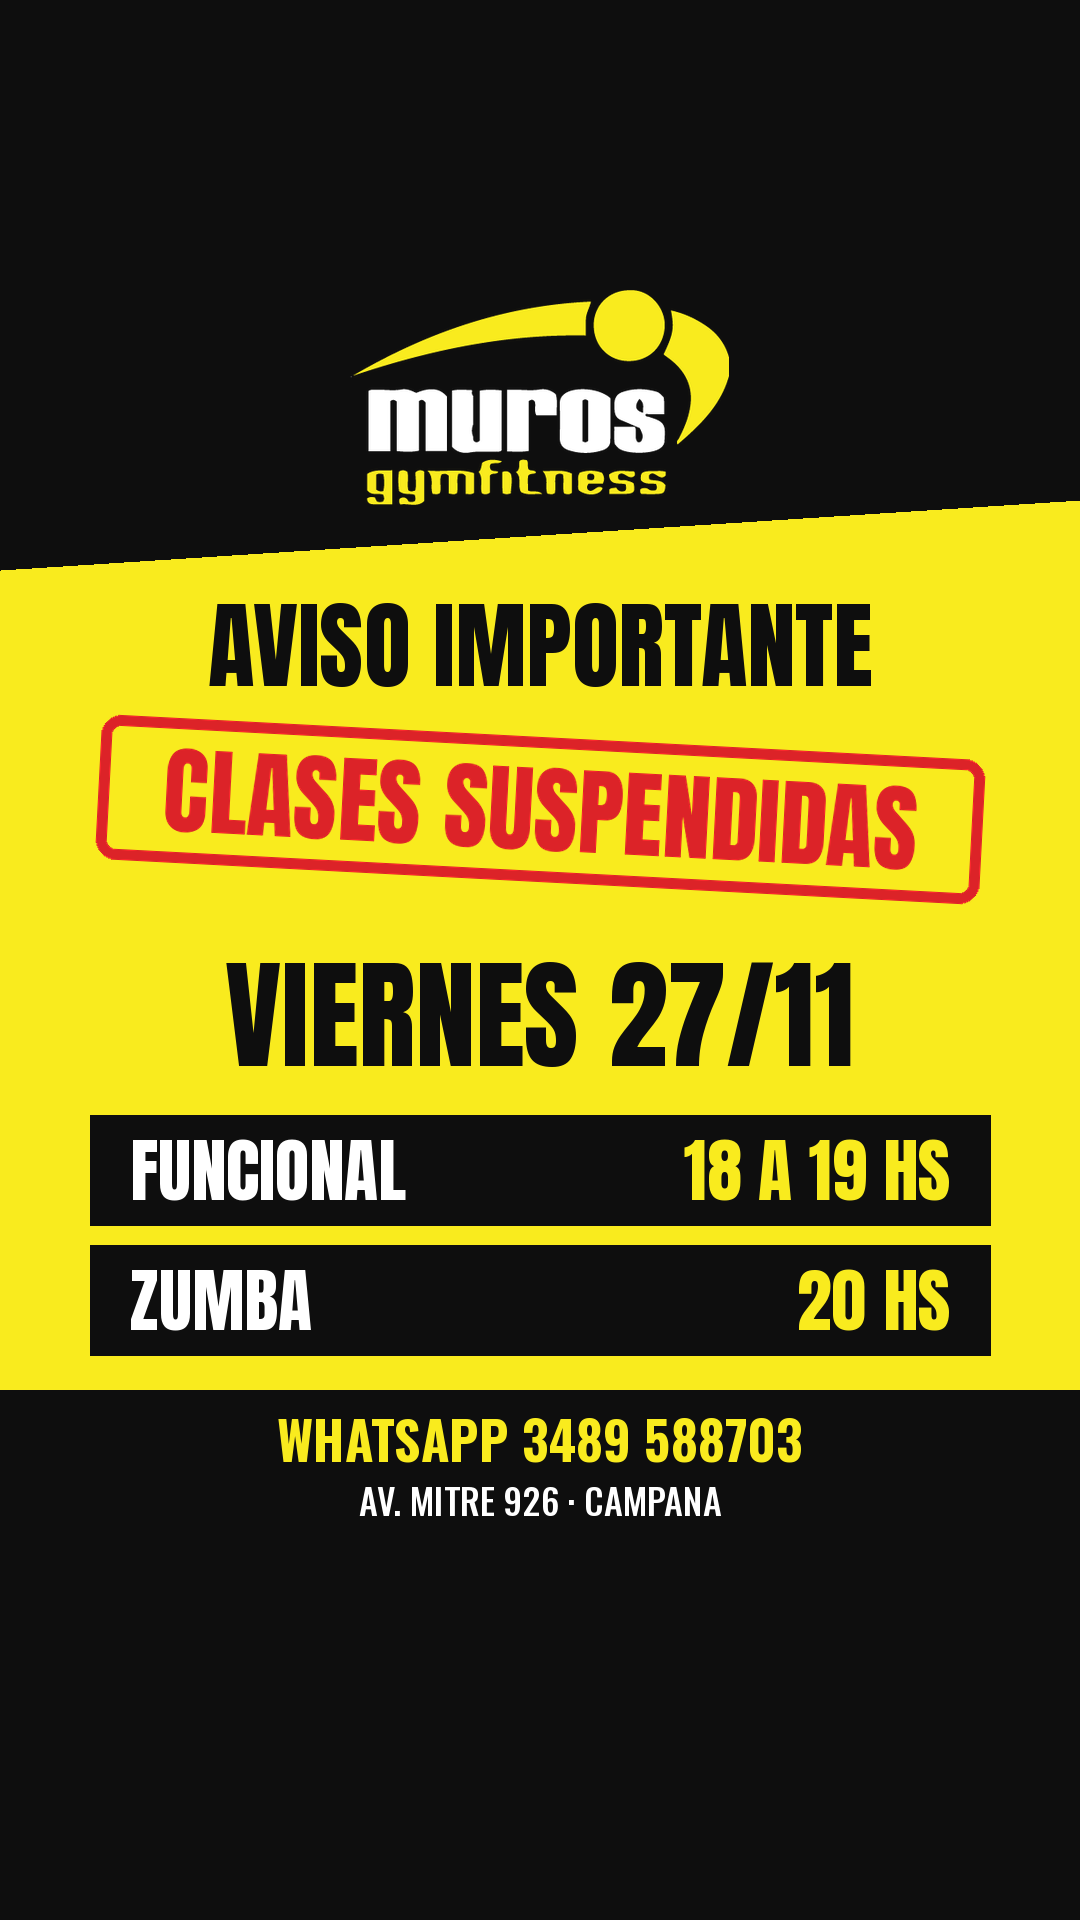 muros
gymfitness
AVISO IMPORTANTE
CLASES SUSPENDIDAS
VIERNES 27/11
FUNCIONAL 18 A 19 HS
ZUMBA 20 HS
WHATSAPP 3489 588703
AV. MITRE 926 · CAMPANA